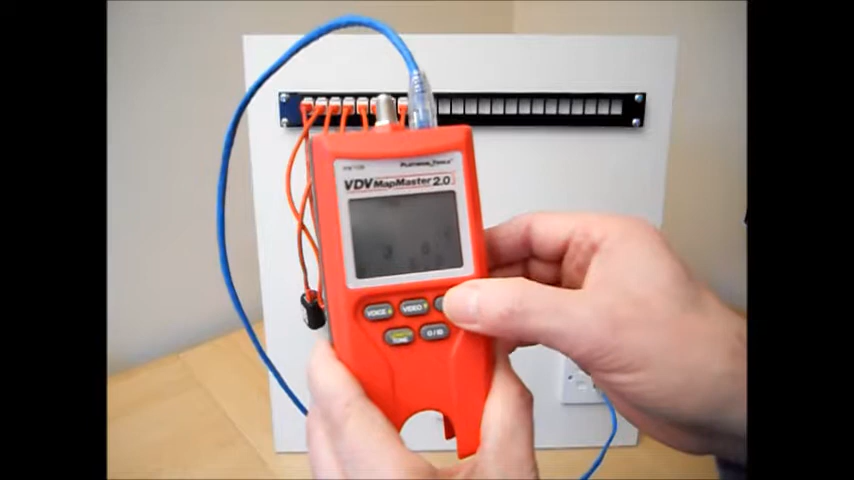 PLATINUM TOOLS
VDV MapMaster 2.0
VOICE
VIDEO
TONE